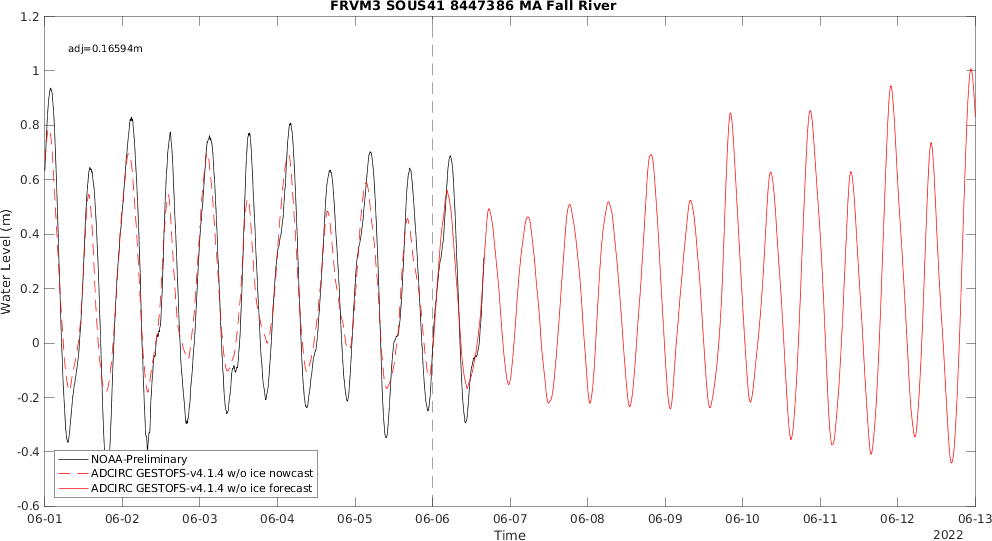 FRVM3 SOUS41 8447386 MA Fall River
adj=0.16594m
1.2
1
0.8
0.6
0.4
0.2
0
-0.2
-0.4
-0.6
Water Level (m)
NOAA-Preliminary
ADCIRC GESTOFS-v4.1.4 w/o ice nowcast
ADCIRC GESTOFS-v4.1.4 w/o ice forecast
06-01 06-02 06-03 06-04 06-05 06-06 06-07 06-08 06-09 06-10 06-11 06-12 06-13
Time
2022